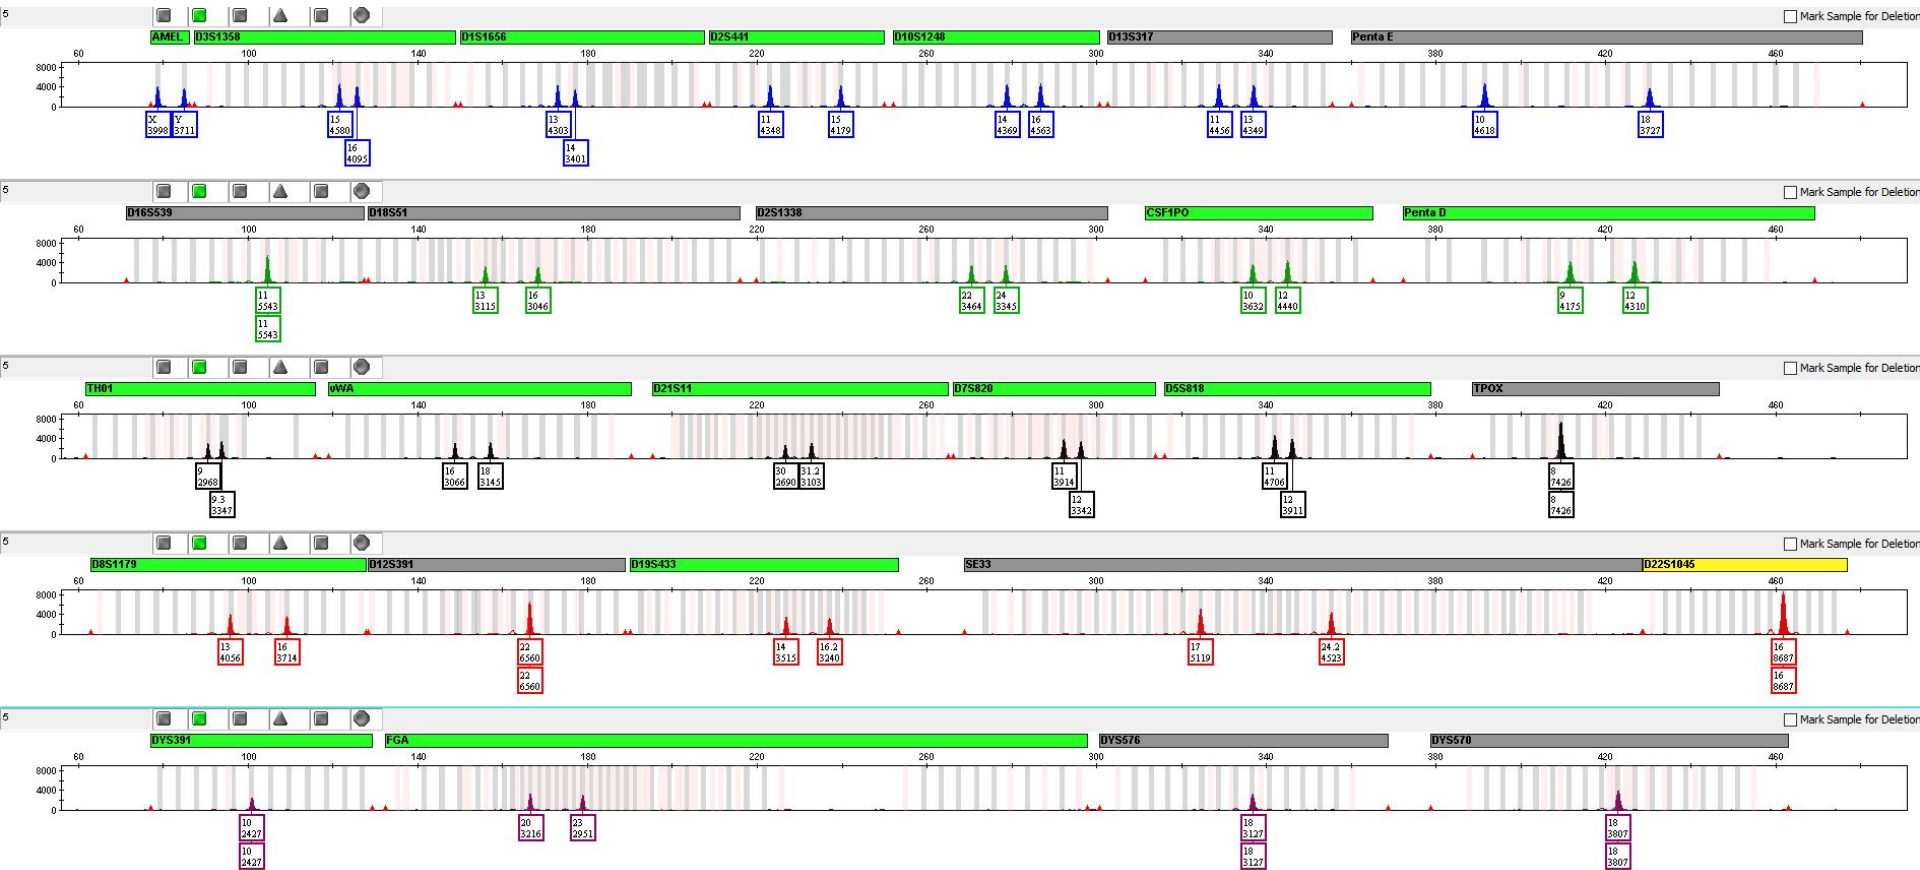 5
Mark Sample for Deletion
AMEL D3S1358 D1S1656 D2S441 D10S1248 D13S317 Penta E
60 100 140 180 220 260 300 340 380 420 460
8000
4000
0
X Y 15 13 11 15 14 16 11 13 10 18
3998 3711 4580 4303 4348 4179 4369 4563 4456 4349 4618 3727
16 14
4095 3401
5
Mark Sample for Deletion
D16S539 D18S51 D2S1338 CSF1PO Penta D
60 100 140 180 220 260 300 340 380 420 460
8000
4000
0
11 13 16 22 24 10 12 9 12
5543 3115 3046 3464 3345 3632 4440 4175 4310
11
5543
5
Mark Sample for Deletion
TH01 vWA D21S11 D7S820 D5S818 TPOX
60 100 140 180 220 260 300 340 380 420 460
8000
4000
0
9 16 18 30 31.2 11 11 8
2968 3066 3145 2690 3103 3914 4706 7426
9.3 12 12 8
3347 3342 3911 7426
5
Mark Sample for Deletion
D8S1179 D12S391 D19S433 SE33 D22S1045
60 100 140 180 220 260 300 340 380 420 460
8000
4000
0
13 16 22 14 16.2 17 24.2 16
4056 3714 6560 3515 3240 5119 4523 8687
22 16
6560 8687
5
Mark Sample for Deletion
DYS391 FGA DYS576 DYS570
60 100 140 180 220 260 300 340 380 420 460
8000
4000
0
10 20 23 18 18
2427 3216 2951 3127 3807
10 18 18
2427 3127 3807